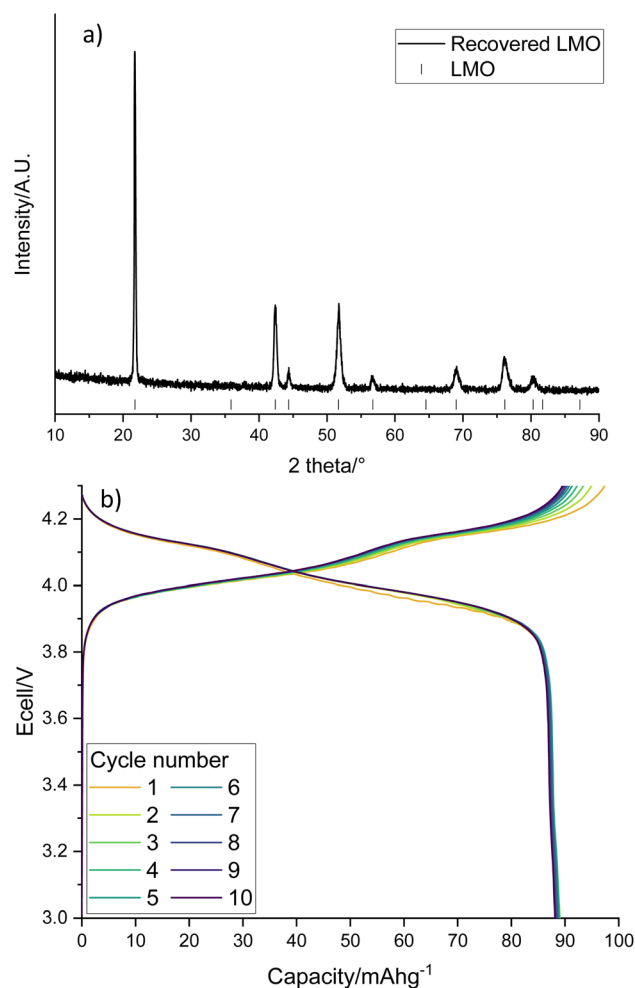 a)
Recovered LMO
LMO
Intensity/A.U.
10 20 30 40 50 60 70 80 90
2 theta/°
b)
4.2
4.0
3.8
3.6
3.4
3.2
3.0
Ecell/V
Cycle number
1 6
2 7
3 8
4 9
5 10
0 10 20 30 40 50 60 70 80 90 100
Capacity/mAhg⁻¹